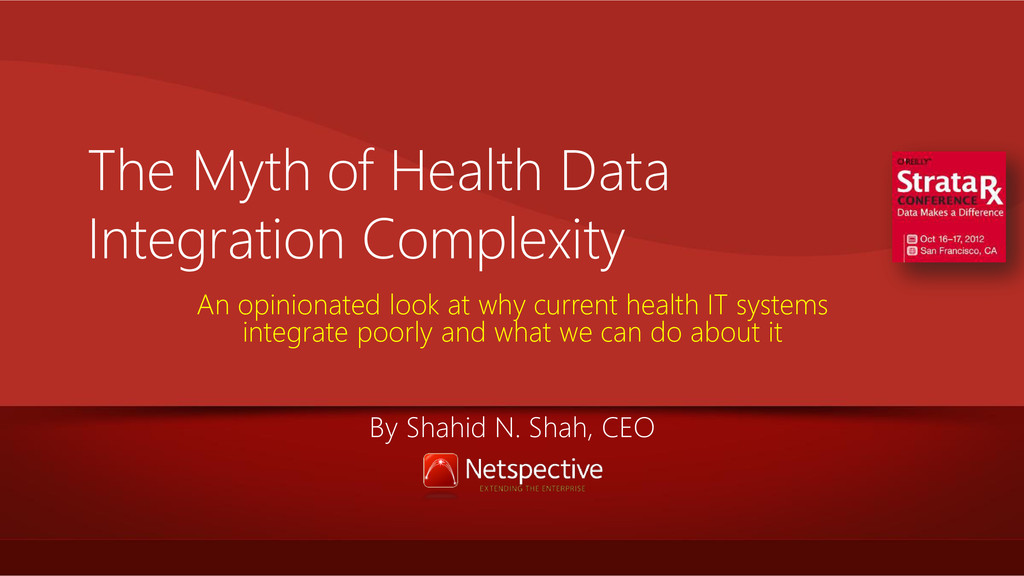 The Myth of Health Data
Integration Complexity
O'REILLY™
Strata Rx
CONFERENCE
Data Makes a Difference
Oct 16–17, 2012
San Francisco, CA
An opinionated look at why current health IT systems
integrate poorly and what we can do about it
By Shahid N. Shah, CEO
Netspective
EXTENDING THE ENTERPRISE